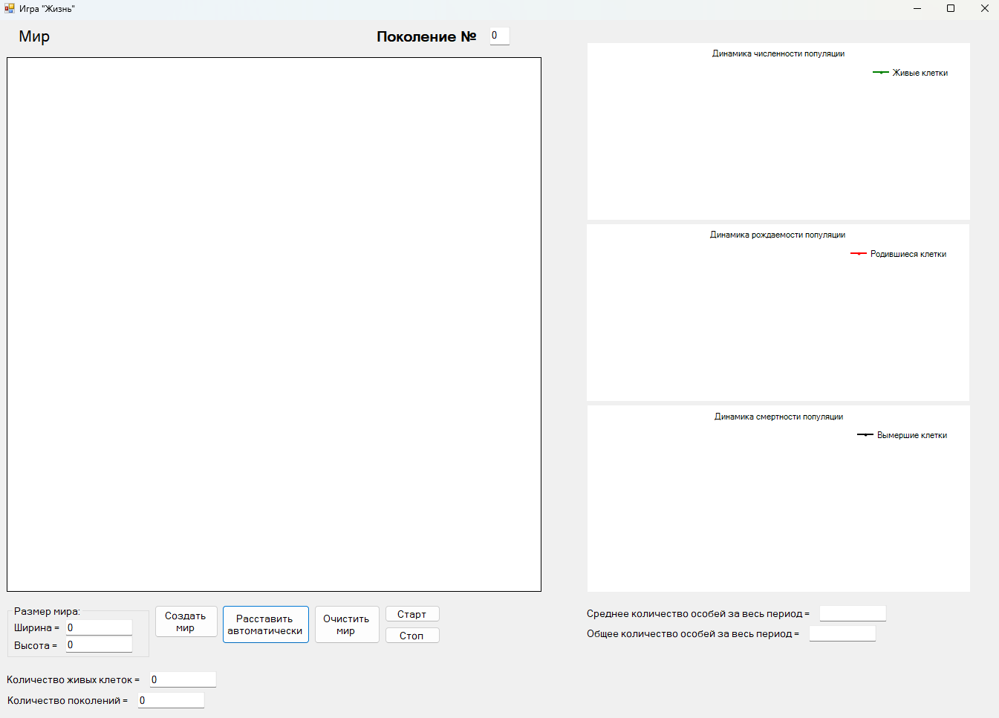 Игра "Жизнь"
Мир
Поколение № 0
Динамика численности популяции
Живые клетки
Динамика рождаемости популяции
Родившиеся клетки
Динамика смертности популяции
Вымершие клетки
Размер мира:
Ширина = 0
Высота = 0
Создать
мир
Расставить
автоматически
Очистить
мир
Старт
Стоп
Количество живых клеток = 0
Количество поколений = 0
Среднее количество особей за весь период =
Общее количество особей за весь период =